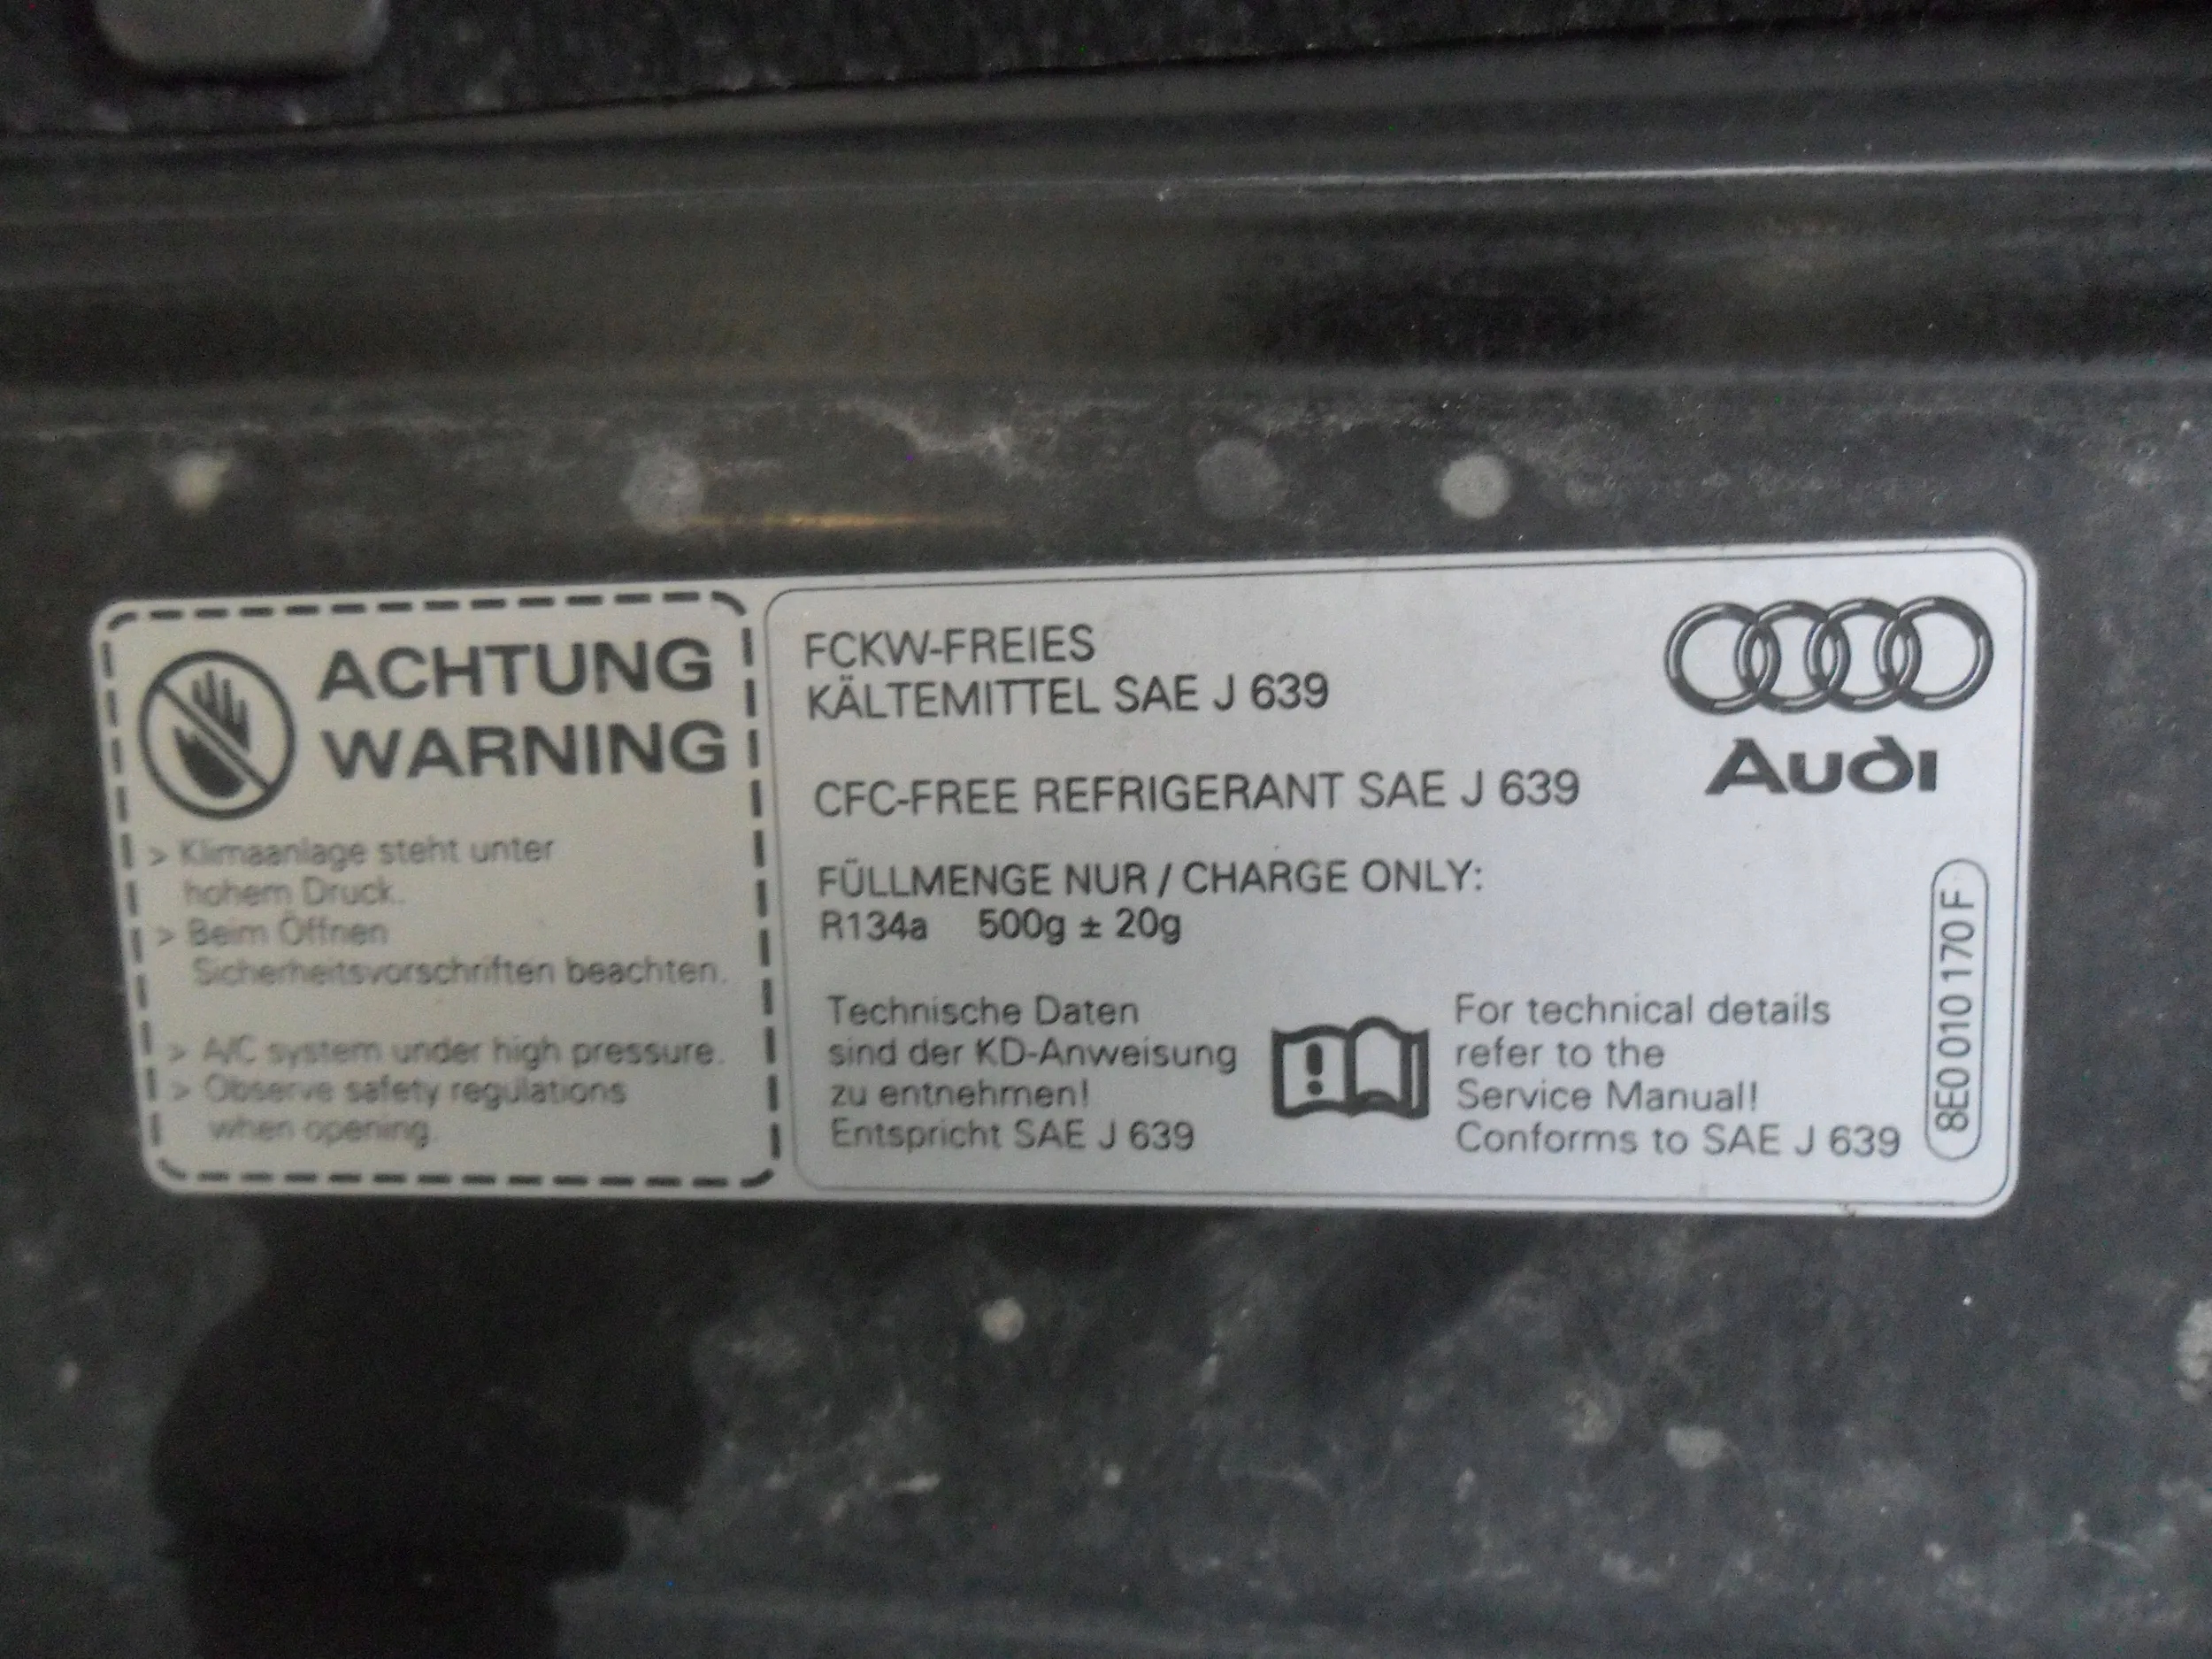 ACHTUNG
WARNING
> Klimaanlage steht unter
hohem Druck.
> Beim Öffnen
Sicherheitsvorschriften beachten.
> A/C system under high pressure.
> Observe safety regulations
when opening.
FCKW-FREIES
KÄLTEMITTEL SAE J 639
CFC-FREE REFRIGERANT SAE J 639
FÜLLMENGE NUR / CHARGE ONLY:
R134a 500g ± 20g
Technische Daten
sind der KD-Anweisung
zu entnehmen!
Entspricht SAE J 639
For technical details
refer to the
Service Manual!
Conforms to SAE J 639
Audi
8E0 010 170 F